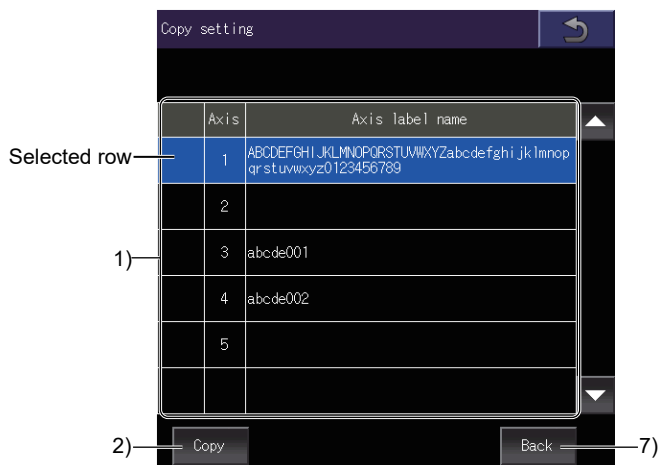 Copy setting
Axis Axis label name
Selected row
1 ABCDEFGHIJKLMNOPQRSTUVWXYZabcdefghijklmnop
qrstuvwxyz0123456789
2
1) 3 abcde001
4 abcde002
5
2) Copy Back 7)